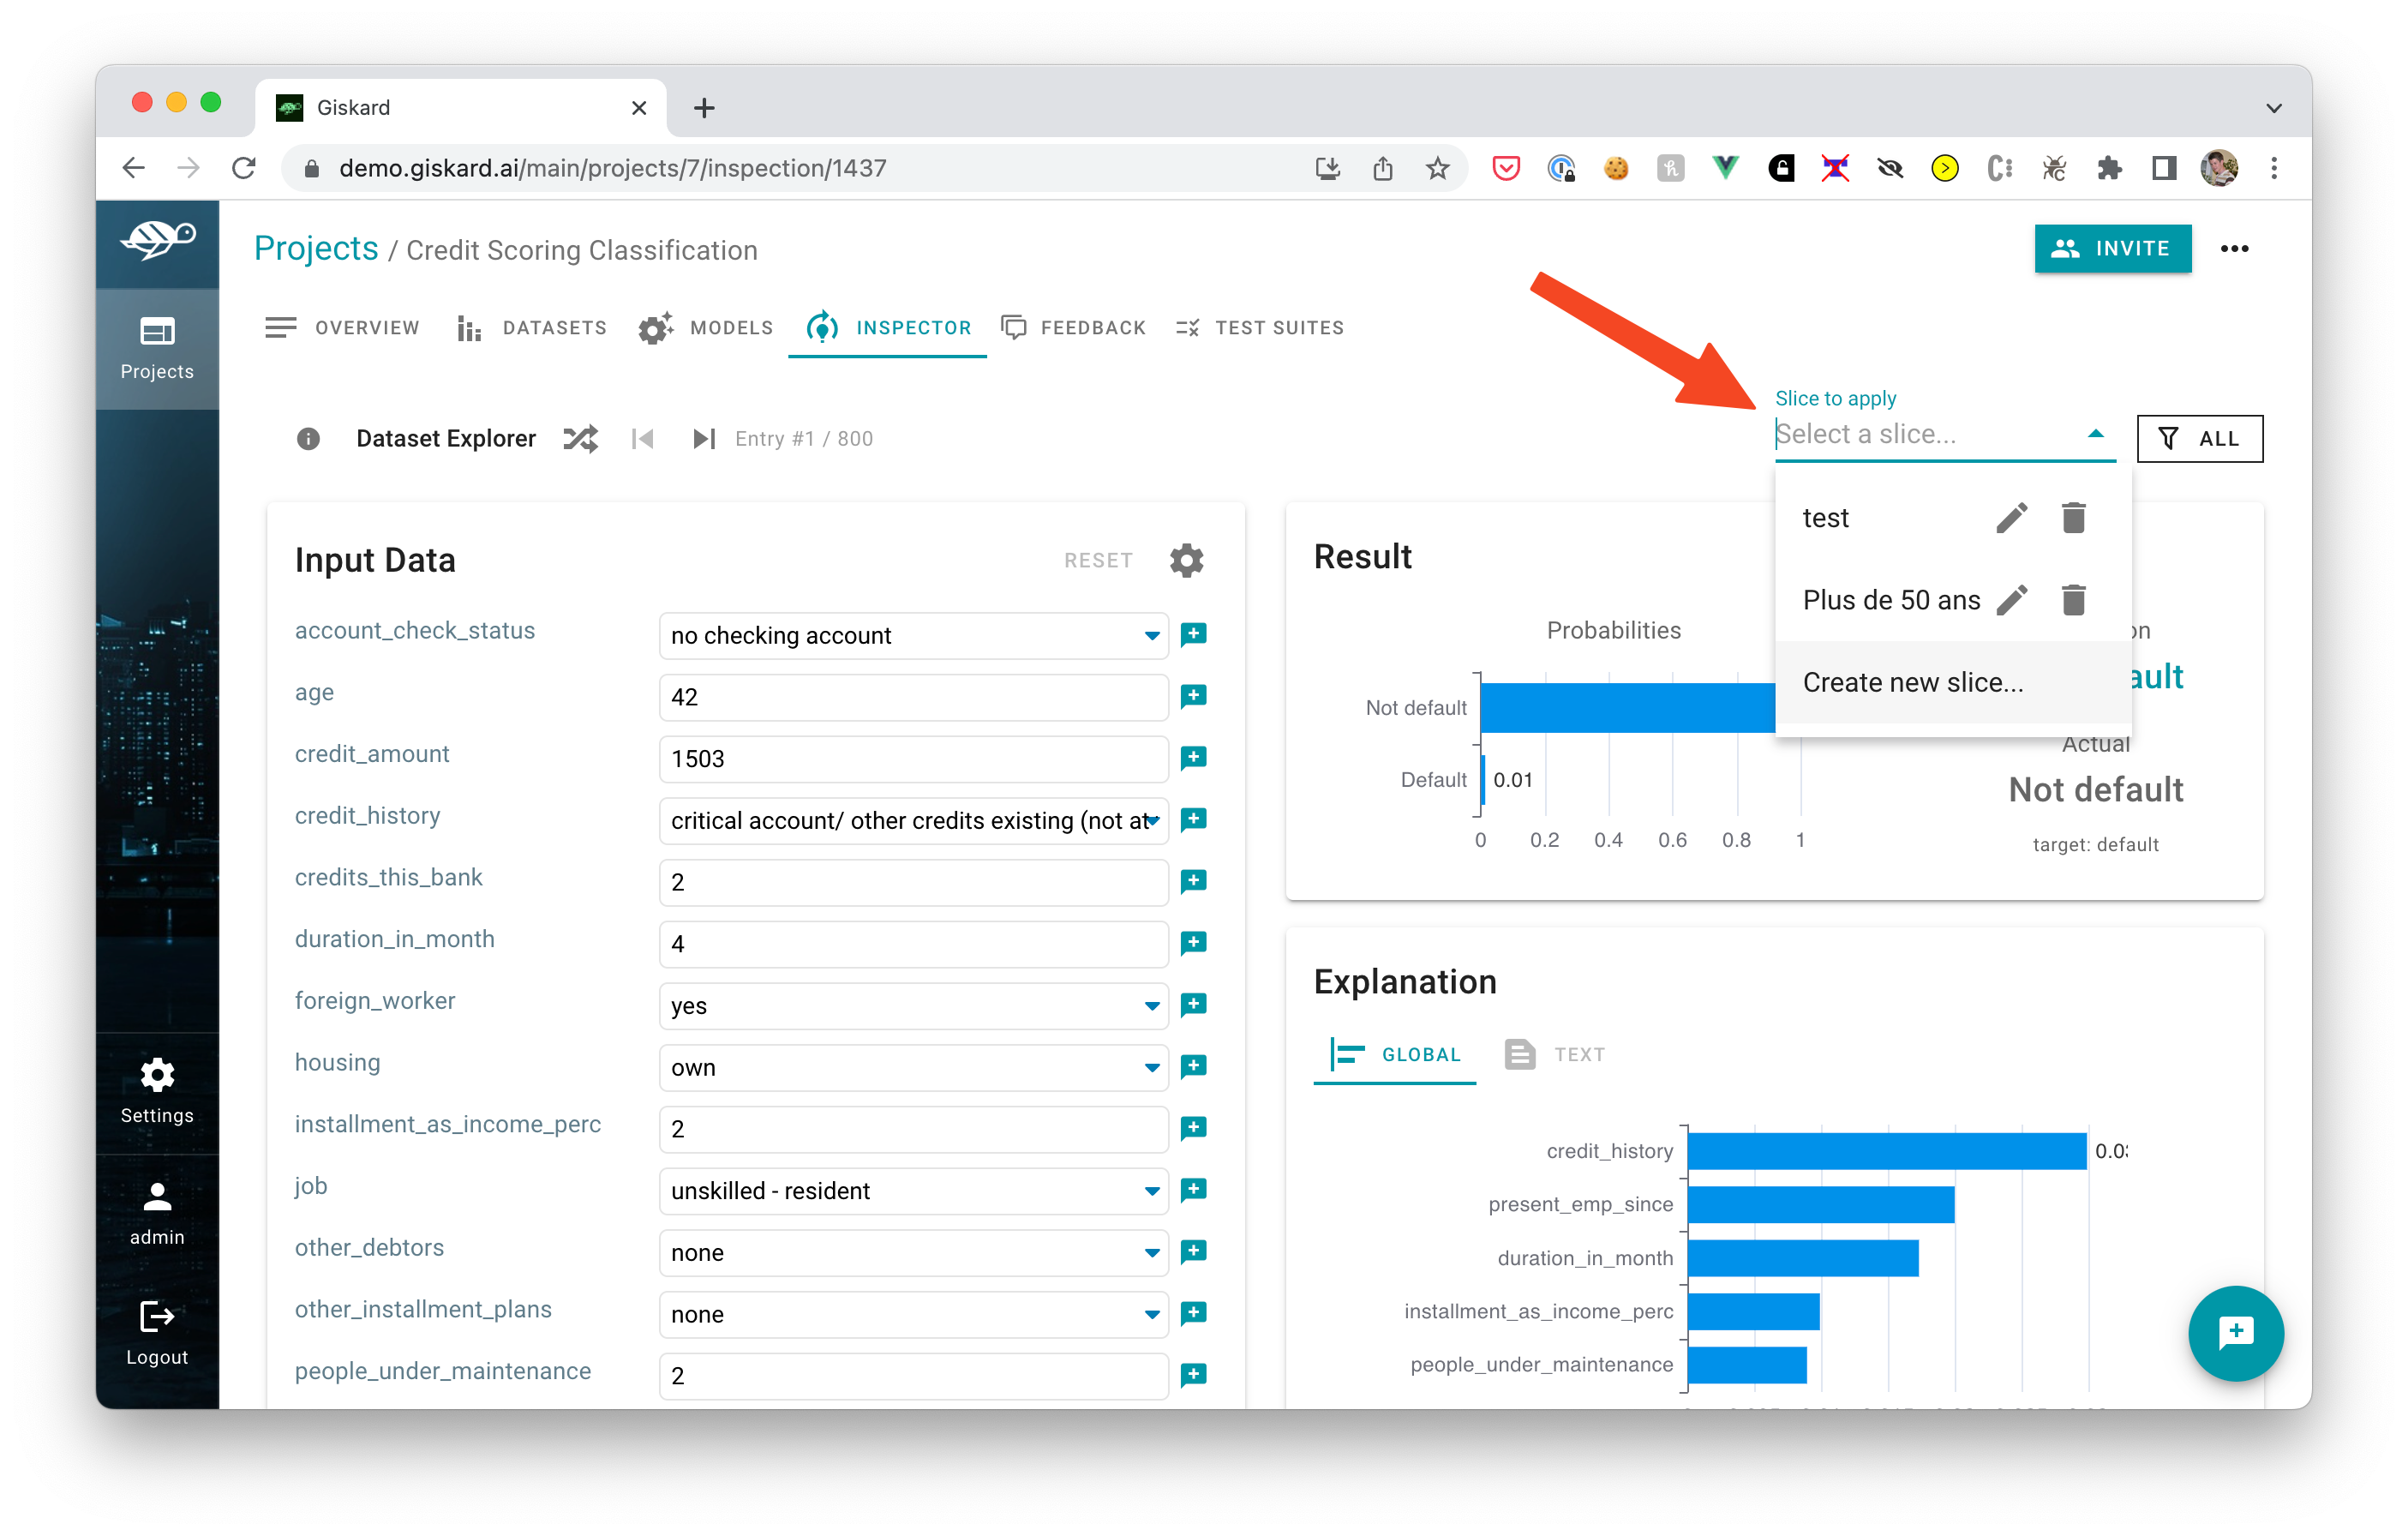 Giskard
demo.giskard.ai/main/projects/7/inspection/1437
Projects / Credit Scoring Classification
INVITE
Projects
OVERVIEW
DATASETS
MODELS
INSPECTOR
FEEDBACK
TEST SUITES
Dataset Explorer
Entry #1 / 800
Slice to apply
Select a slice...
ALL
test
Plus de 50 ans
Create new slice...
Input Data
RESET
account_check_status
no checking account
age
42
credit_amount
1503
credit_history
critical account/ other credits existing (not at
credits_this_bank
2
duration_in_month
4
foreign_worker
yes
housing
own
installment_as_income_perc
2
job
unskilled - resident
other_debtors
none
other_installment_plans
none
people_under_maintenance
2
Result
Probabilities
Not default
Default
0.01
0 0.2 0.4 0.6 0.8 1
Actual
Not default
target: default
Explanation
GLOBAL
TEXT
credit_history
present_emp_since
duration_in_month
installment_as_income_perc
people_under_maintenance
Settings
admin
Logout